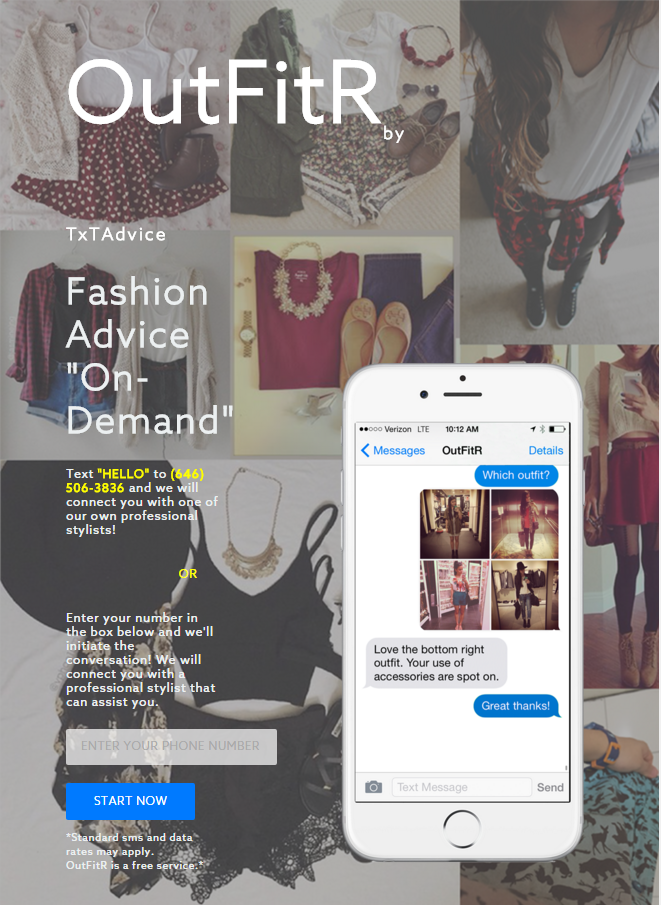 OutFitR
by
TxTAdvice
Fashion
Advice
"On-
Demand"
Text "HELLO" to (646)
506-3836 and we will
connect you with one of
our own professional
stylists!
OR
Enter your number in
the box below and we'll
initiate the
conversation! We will
connect you with a
professional stylist that
can assist you.
ENTER YOUR PHONE NUMBER
START NOW
*Standard sms and data
rates may apply.
OutFitR is a free service.*
Verizon LTE 10:12 AM
Messages OutFitR Details
Which outfit?
Love the bottom right
outfit. Your use of
accessories are spot on.
Great thanks!
Text Message Send